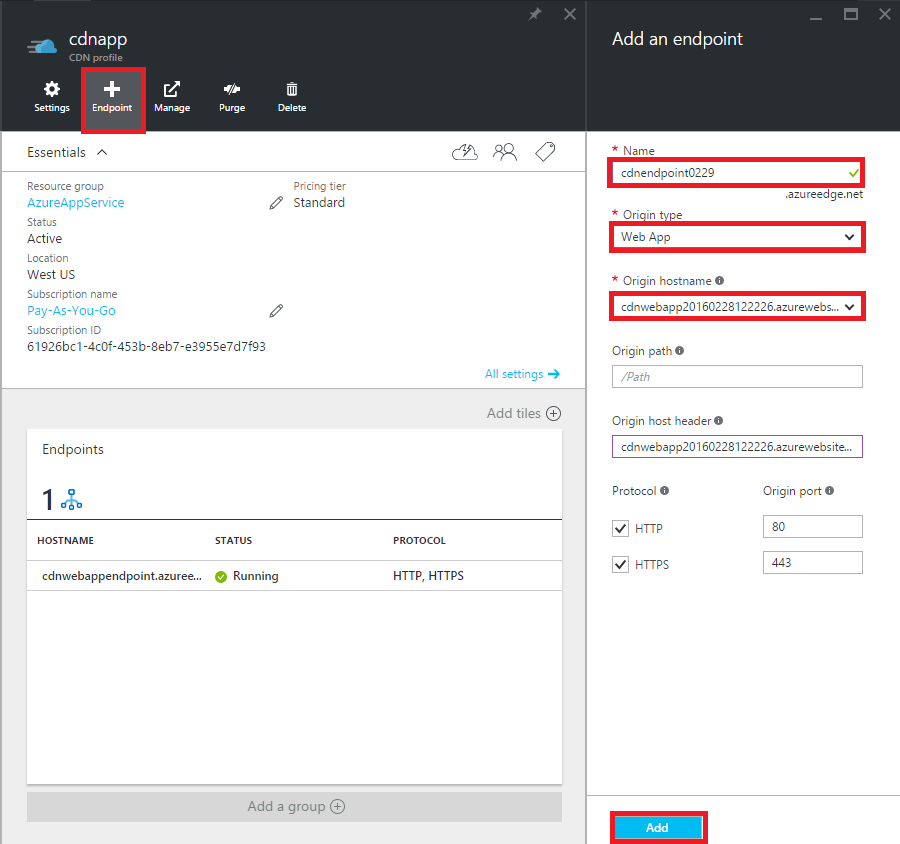 cdnapp
CDN profile
Settings
Endpoint
Manage
Purge
Delete
Essentials
Resource group
AzureAppService
Pricing tier
Standard
Status
Active
Location
West US
Subscription name
Pay-As-You-Go
Subscription ID
61926bc1-4c0f-453b-8eb7-e3955e7d7f93
All settings
Add tiles
Endpoints
1
HOSTNAME STATUS PROTOCOL
cdnwebappendpoint.azuree... Running HTTP, HTTPS
Add a group
Add an endpoint
* Name
cdnendpoint0229
.azureedge.net
* Origin type
Web App
* Origin hostname
cdnwebapp20160228122226.azurewebs...
Origin path
/Path
Origin host header
cdnwebapp20160228122226.azurewebsite...
Protocol Origin port
HTTP 80
HTTPS 443
Add